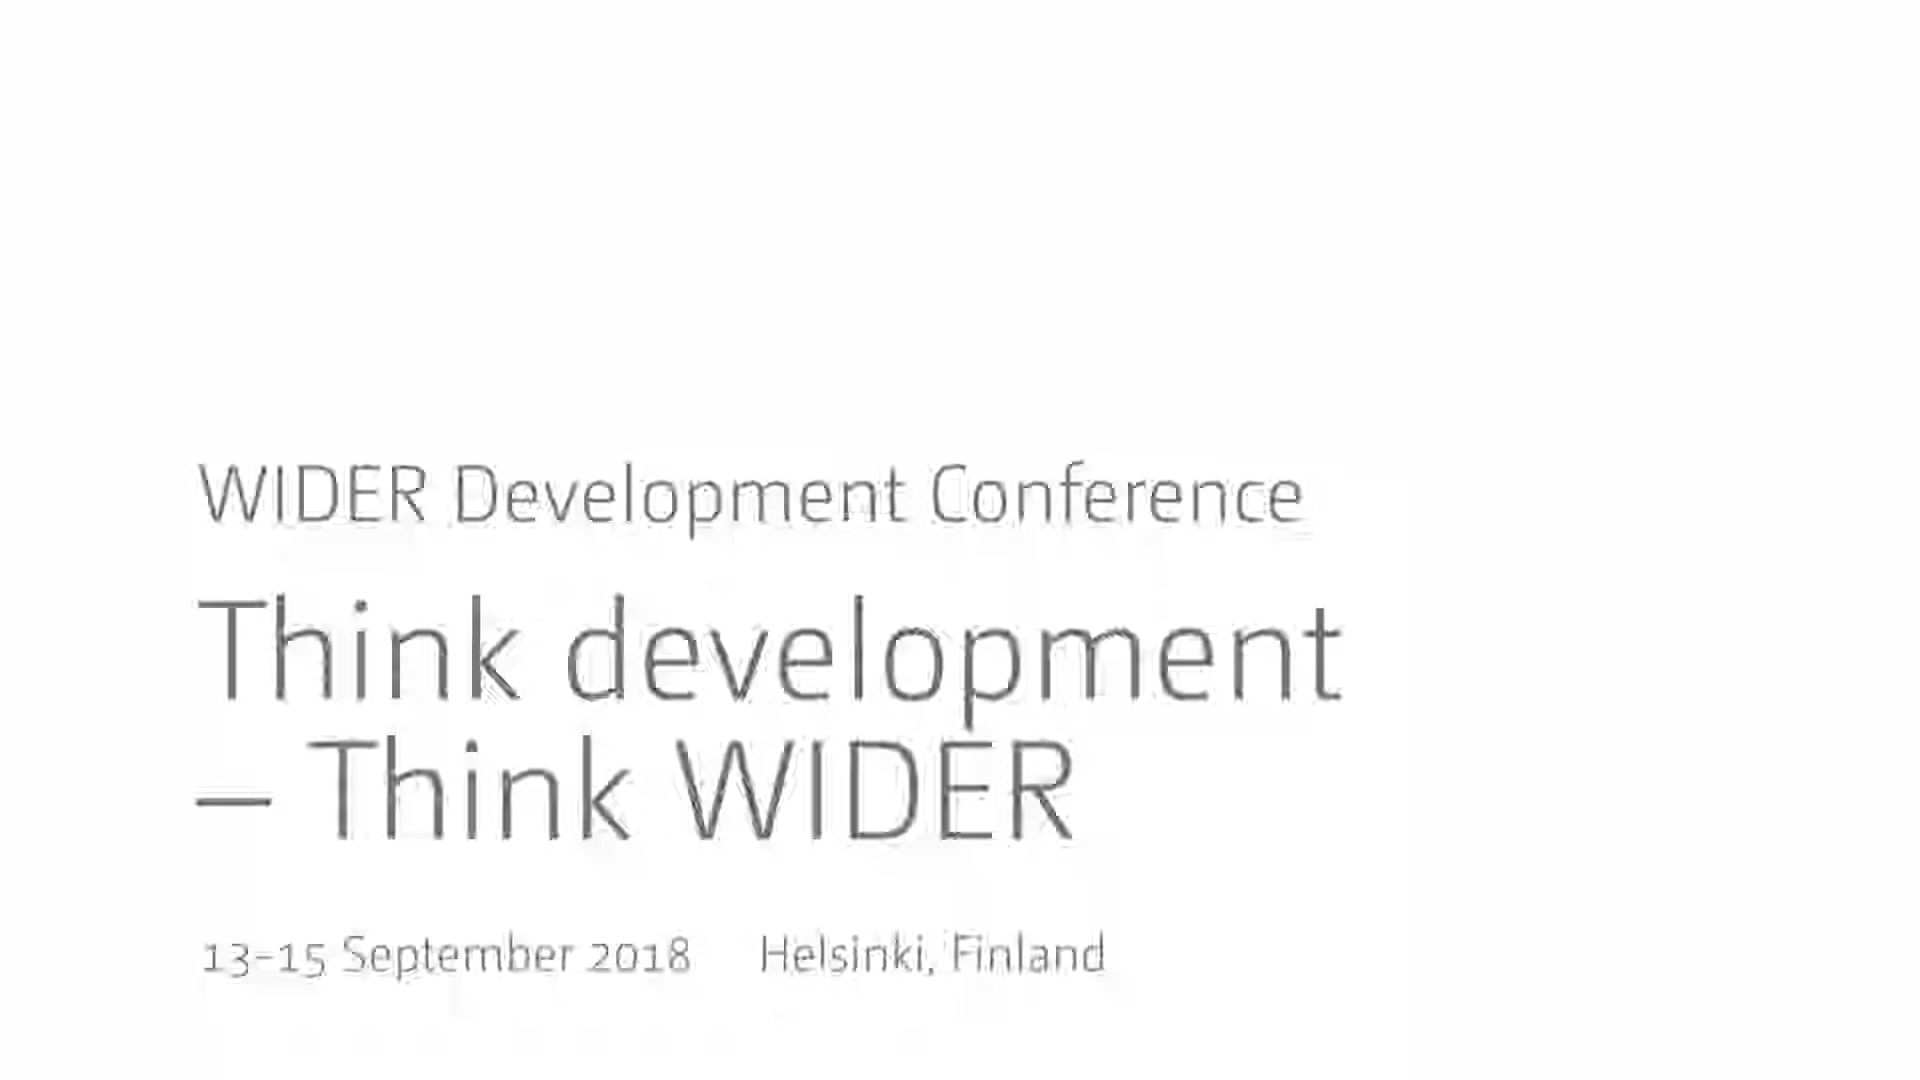 WIDER Development Conference
Think development
– Think WIDER
13–15 September 2018 Helsinki, Finland